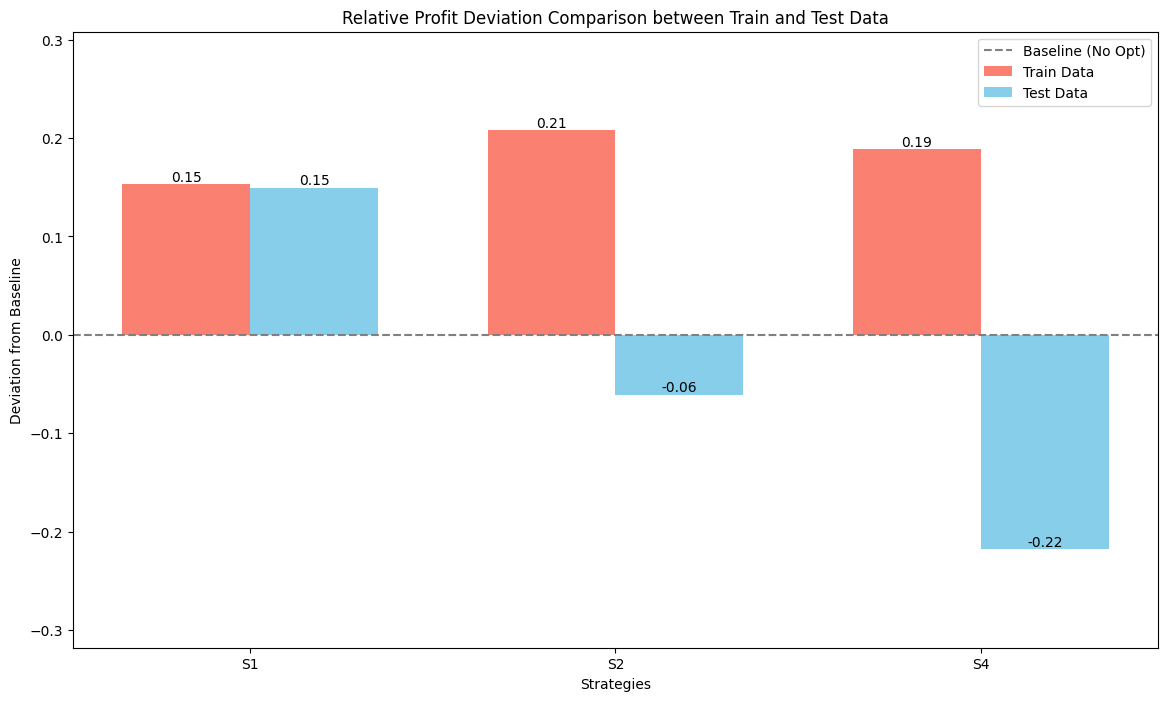 Relative Profit Deviation Comparison between Train and Test Data
Baseline (No Opt)
Train Data
Test Data
Deviation from Baseline
0.3
0.2
0.1
0.0
−0.1
−0.2
−0.3
0.15
0.15
0.21
-0.06
0.19
-0.22
S1
S2
S4
Strategies